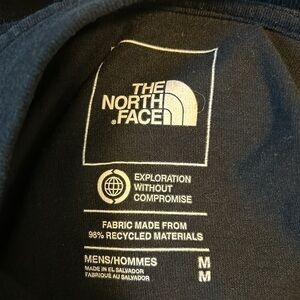 THE
NORTH
FACE
EXPLORATION
WITHOUT
COMPROMISE
FABRIC MADE FROM
98% RECYCLED MATERIALS
MENS/HOMMES M
MADE IN EL SALVADOR M
FABRIQUÉ AU SALVADOR